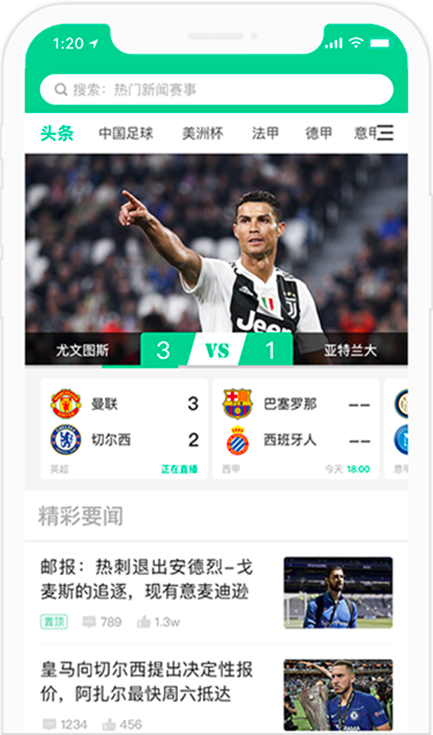 1:20
搜索：热门新闻赛事
头条 中国足球 美洲杯 法甲 德甲 意甲
Jeep
尤文图斯 3 VS 1 亚特兰大
曼联 3
切尔西 2
英超 正在直播
巴塞罗那 --
西班牙人 --
西甲 今天 18:00
意甲
精彩要闻
邮报：热刺退出安德烈-戈
麦斯的追逐，现有意麦迪逊
置顶 789 1.3w
皇马向切尔西提出决定性报
价，阿扎尔最快周六抵达
1234 456